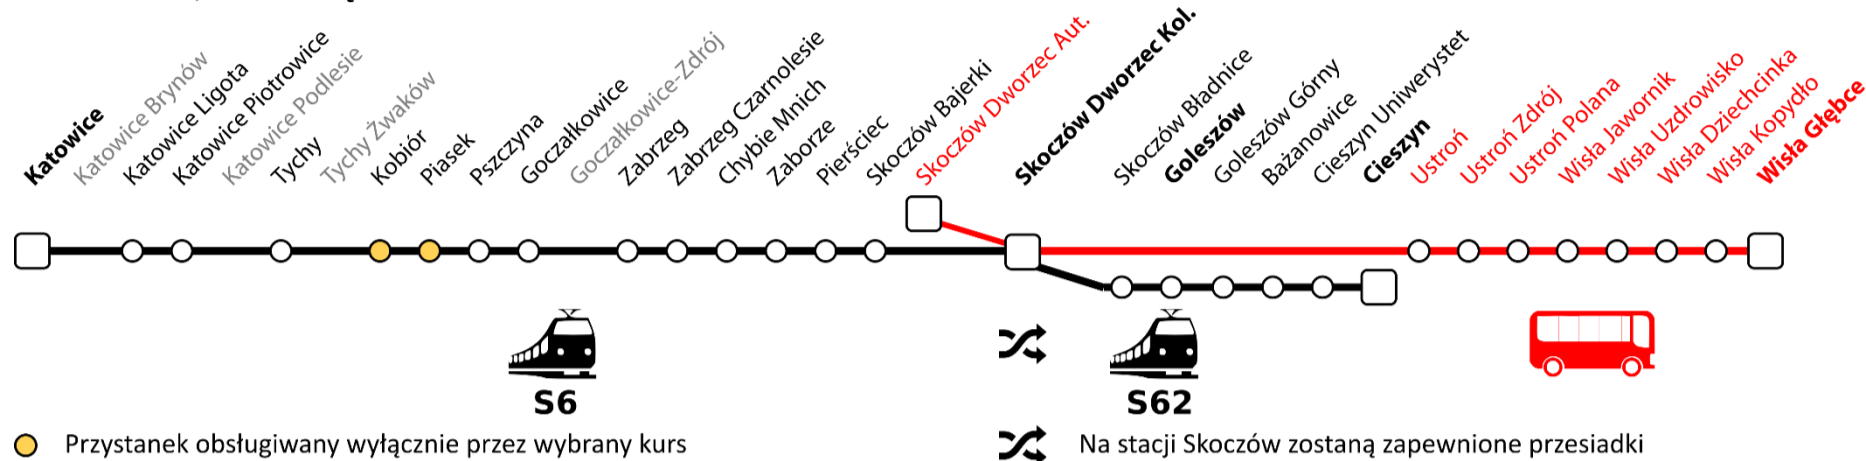 Katowice
Katowice Brynów
Katowice Ligota
Katowice Piotrowice
Katowice Podlesie
Tychy
Tychy Żwaków
Kobiór
Piasek
Pszczyna
Goczałkowice
Goczałkowice-Zdrój
Zabrzeg
Zabrzeg Czarnolesie
Chybie Mnich
Zaborze
Pierściec
Skoczów Bajerki
Skoczów Dworzec Aut.
Skoczów Dworzec Kol.
Skoczów Bładnice
Goleszów
Goleszów Górny
Bażanowice
Cieszyn Uniwerystet
Cieszyn
Ustroń
Ustroń Zdrój
Ustroń Polana
Wisła Jawornik
Wisła Uzdrowisko
Wisła Dziechcinka
Wisła Kopydło
Wisła Głębce
S6
S62
Przystanek obsługiwany wyłącznie przez wybrany kurs
Na stacji Skoczów zostaną zapewnione przesiadki